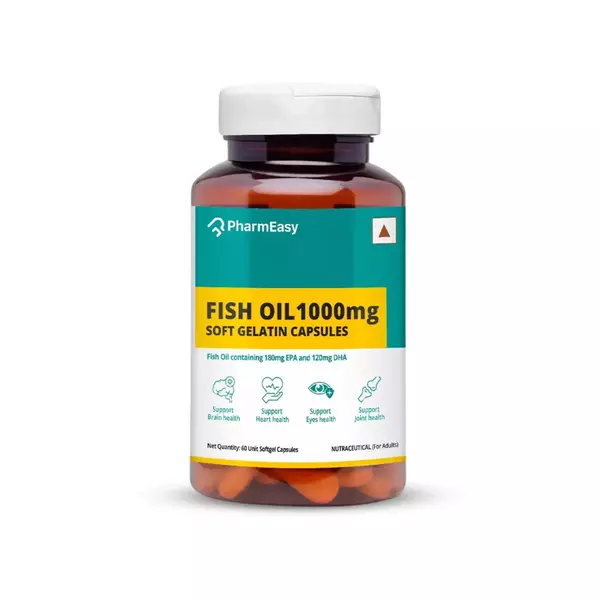 PharmEasy
FISH OIL1000mg
SOFT GELATIN CAPSULES
Fish Oil containing 180mg EPA and 120mg DHA
Support
Brain health
Support
Heart health
Support
Eyes health
Support
Joint health
Net Quantity: 60 Unit Softgel Capsules
NUTRACEUTICAL (For Adults)